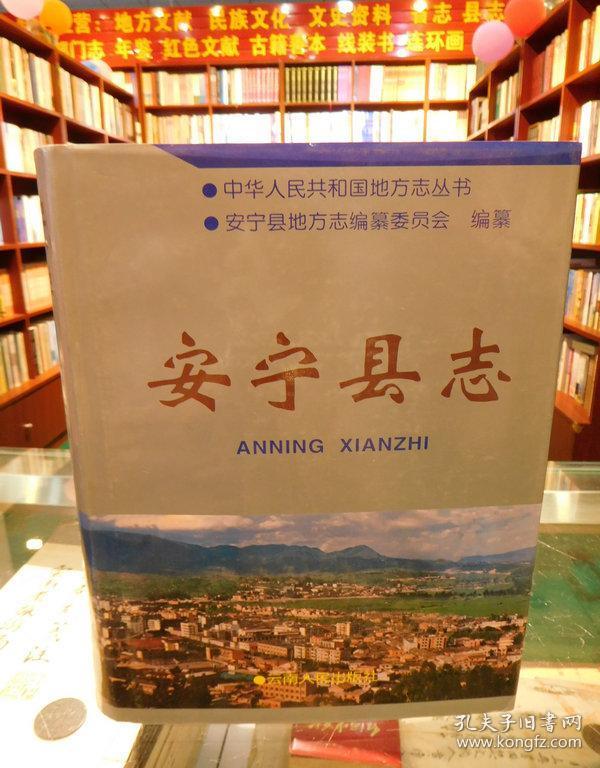 营：地方文献 民族文化 文史资料 省志 县志
部门志 年鉴 红色文献 古籍善本 线装书 连环画
●中华人民共和国地方志丛书
●安宁县地方志编纂委员会 编纂
安宁县志
ANNING XIANZHI
●云南人民出版社
孔夫子旧书网
www.kongfz.com